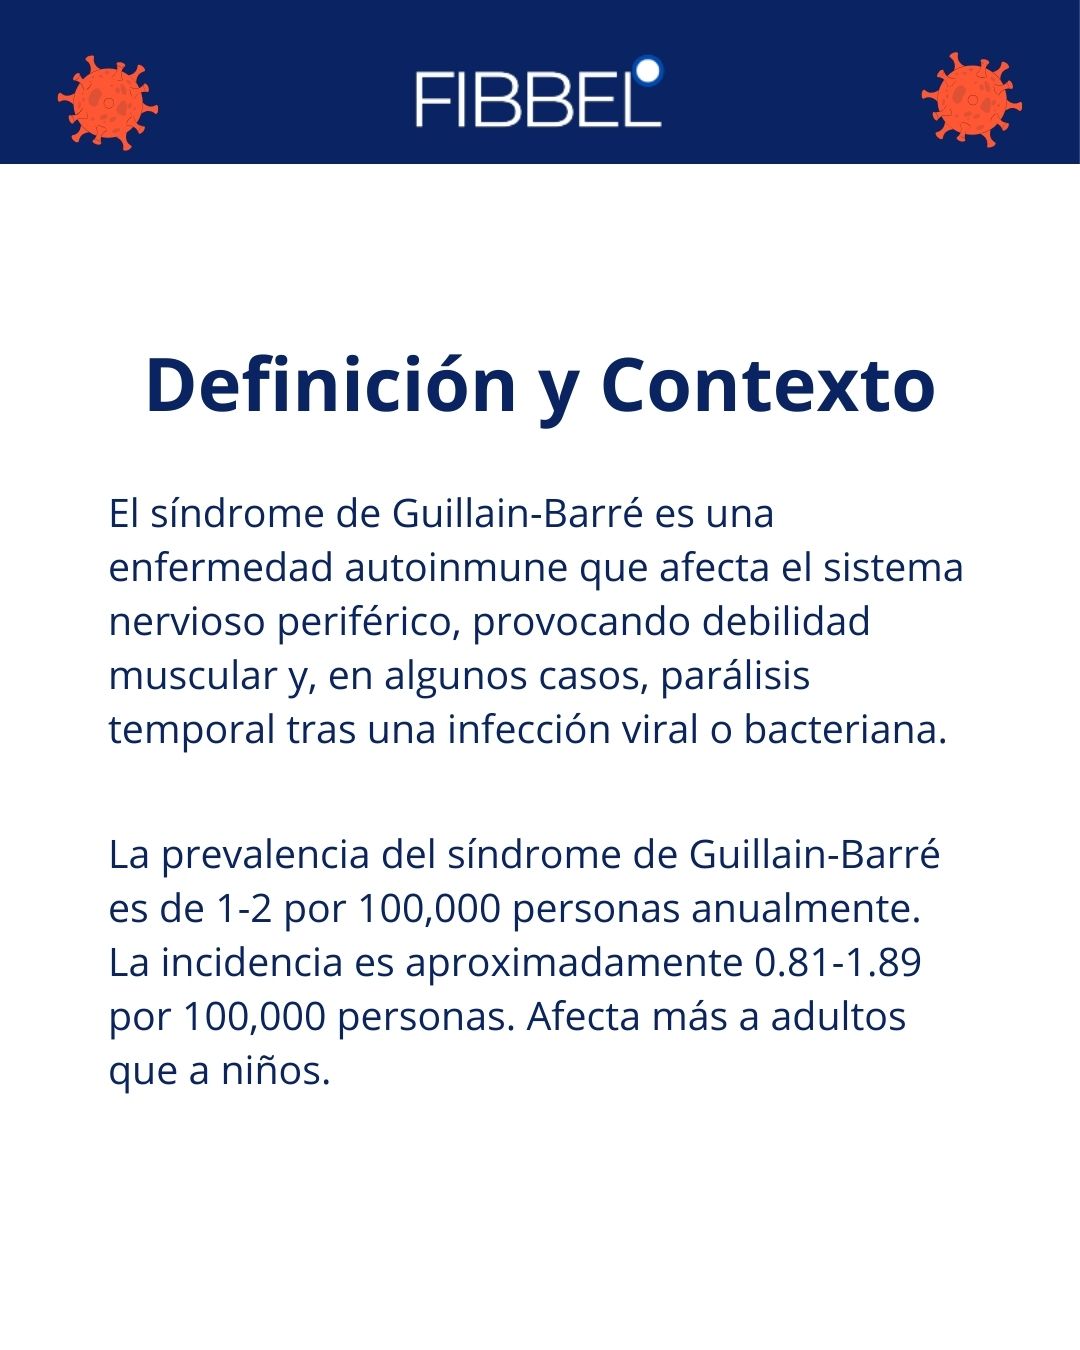 FIBBEL
Definición y Contexto
El síndrome de Guillain-Barré es una
enfermedad autoinmune que afecta el sistema
nervioso periférico, provocando debilidad
muscular y, en algunos casos, parálisis
temporal tras una infección viral o bacteriana.
La prevalencia del síndrome de Guillain-Barré
es de 1-2 por 100,000 personas anualmente.
La incidencia es aproximadamente 0.81-1.89
por 100,000 personas. Afecta más a adultos
que a niños.